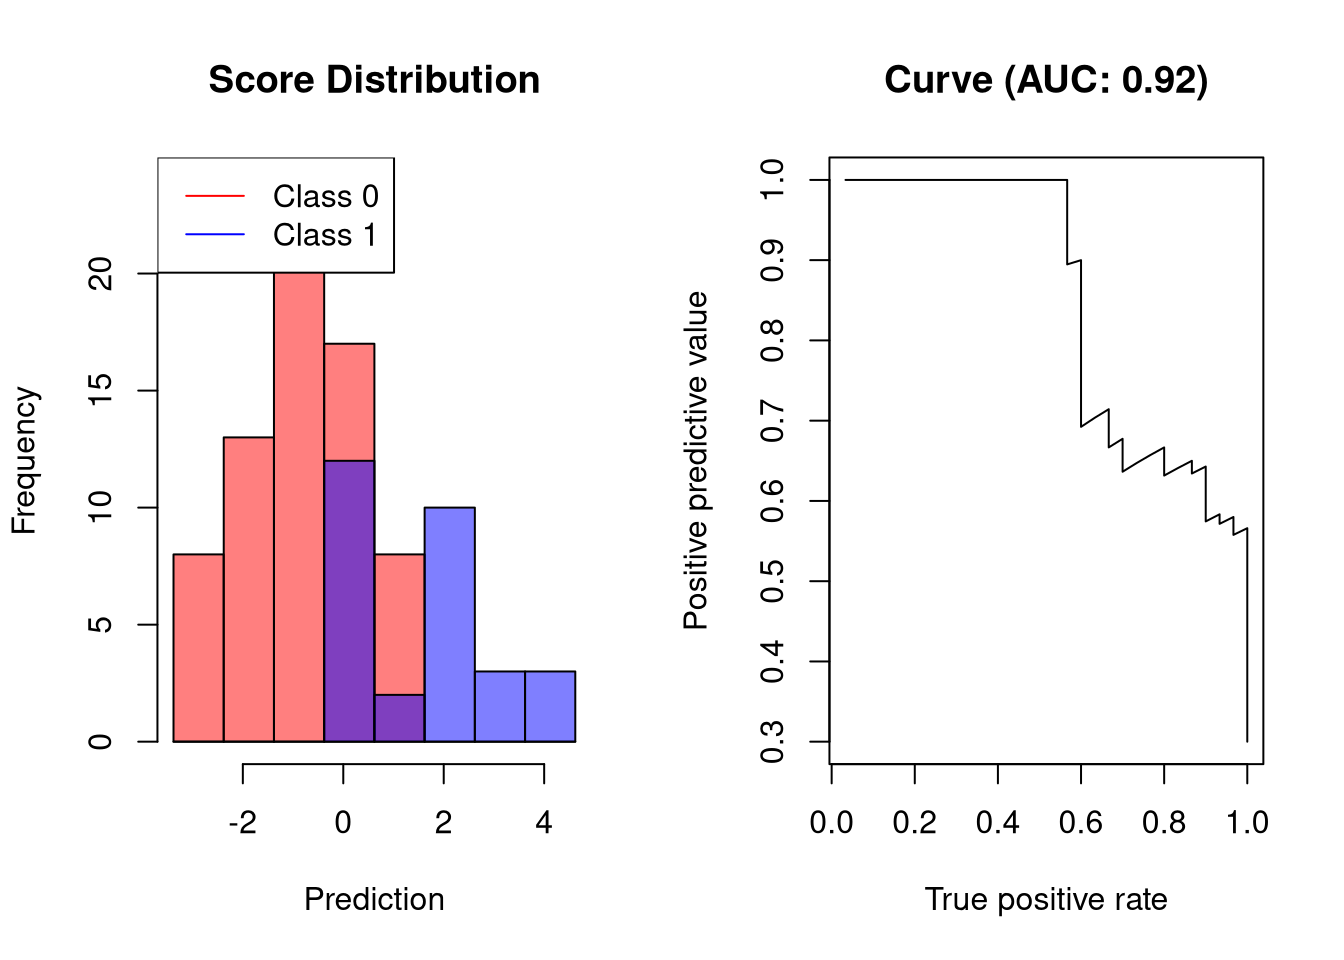 Score Distribution
Class 0
Class 1
Frequency
0
5
10
15
20
-2
0
2
4
Prediction
Curve (AUC: 0.92)
Positive predictive value
0.3
0.4
0.5
0.6
0.7
0.8
0.9
1.0
0.0
0.2
0.4
0.6
0.8
1.0
True positive rate